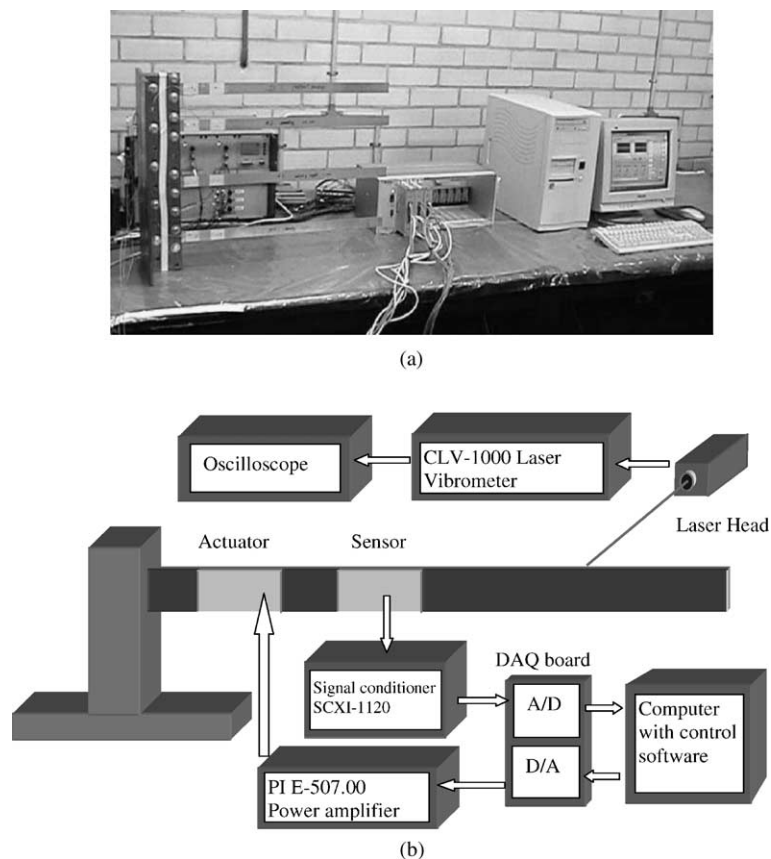 (a)
Oscilloscope
CLV-1000 Laser
Vibrometer
Laser Head
Actuator
Sensor
DAQ board
Signal conditioner
SCXI-1120
A/D
Computer
with control
software
D/A
PI E-507.00
Power amplifier
(b)